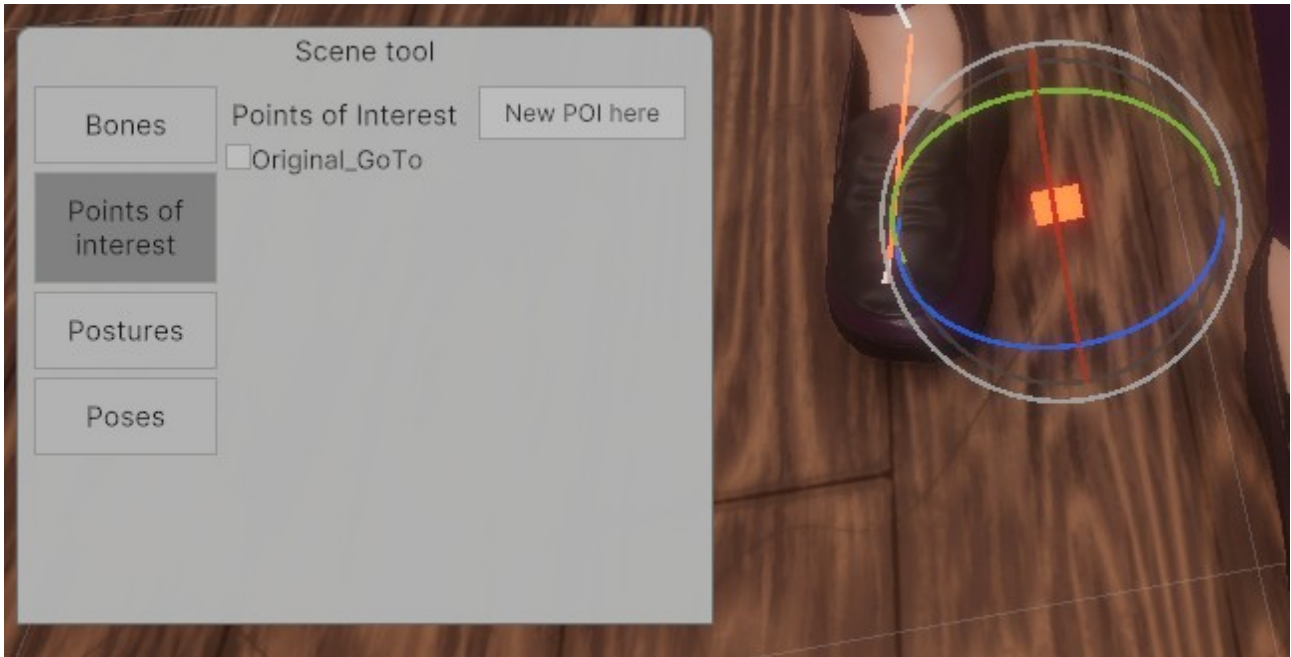 Scene tool
Bones
Points of Interest
New POI here
Original_GoTo
Points of
interest
Postures
Poses